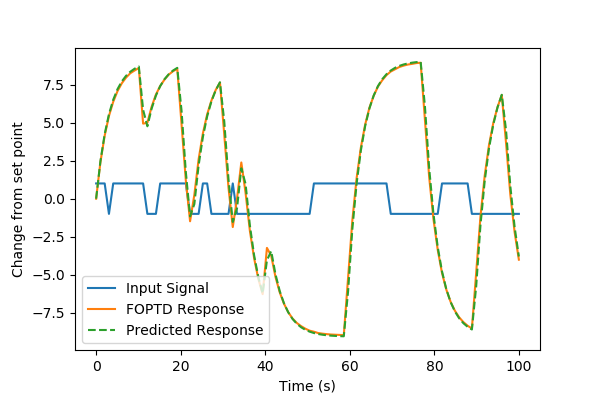 Change from set point
7.5
5.0
2.5
0.0
−2.5
−5.0
−7.5
Input Signal
FOPTD Response
Predicted Response
0 20 40 60 80 100
Time (s)